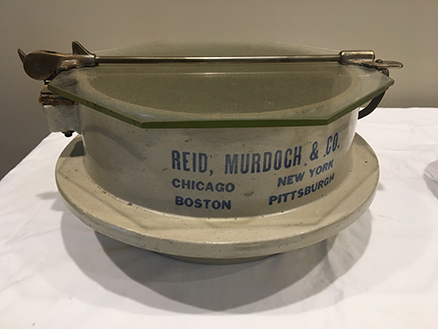 REID, MURDOCH & CO.
CHICAGO NEW YORK
BOSTON PITTSBURGH